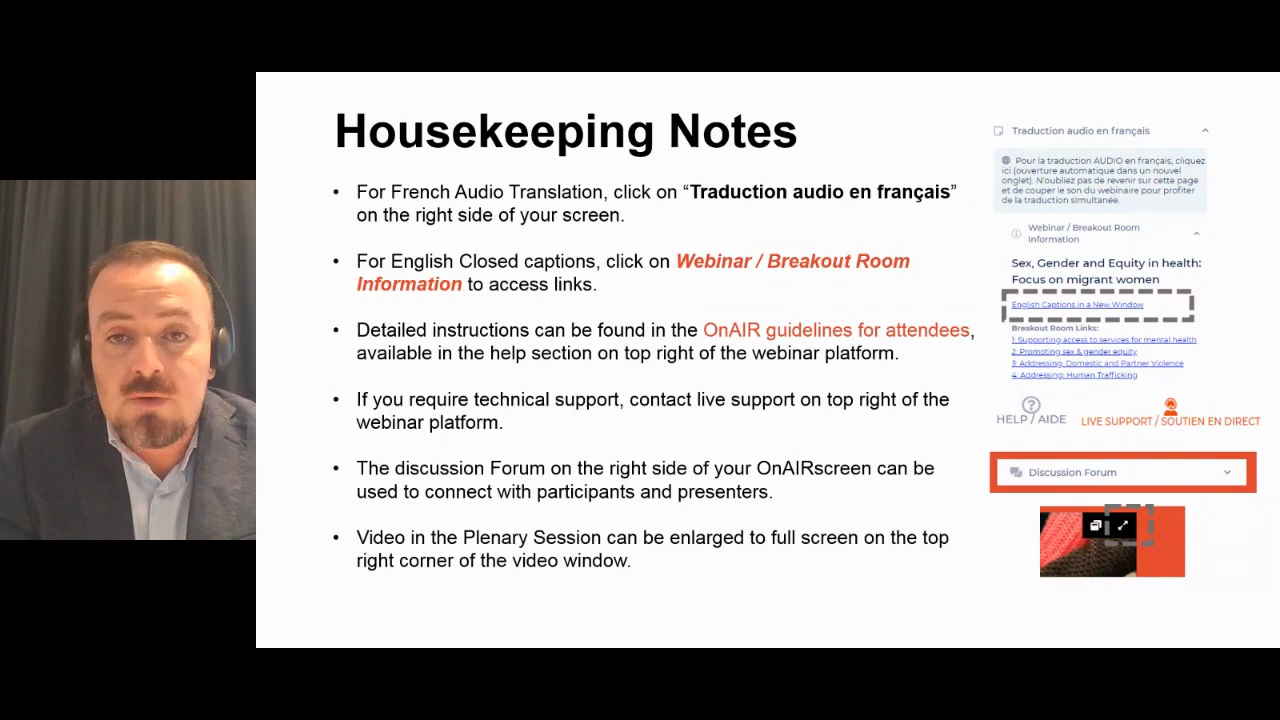 Housekeeping Notes
• For French Audio Translation, click on “Traduction audio en français”
on the right side of your screen.
• For English Closed captions, click on Webinar / Breakout Room
Information to access links.
• Detailed instructions can be found in the OnAIR guidelines for attendees,
available in the help section on top right of the webinar platform.
• If you require technical support, contact live support on top right of the
webinar platform.
• The discussion Forum on the right side of your OnAIRscreen can be
used to connect with participants and presenters.
• Video in the Plenary Session can be enlarged to full screen on the top
right corner of the video window.
Traduction audio en français
Pour la traduction AUDIO en français, cliquez
ici (ouverture automatique dans un nouvel
onglet). N'oubliez pas de revenir sur cette page
et de couper le son du webinaire pour profiter
de la traduction simultanée.
Webinar / Breakout Room
Information
Sex, Gender and Equity in health:
Focus on migrant women
English Captions in a New Window
Breakout Room Links:
1: Supporting access to services for mental health
2: Promoting sex & gender equity
3: Addressing: Domestic and Partner Violence
4: Addressing: Human Trafficking
HELP / AIDE
LIVE SUPPORT / SOUTIEN EN DIRECT
Discussion Forum